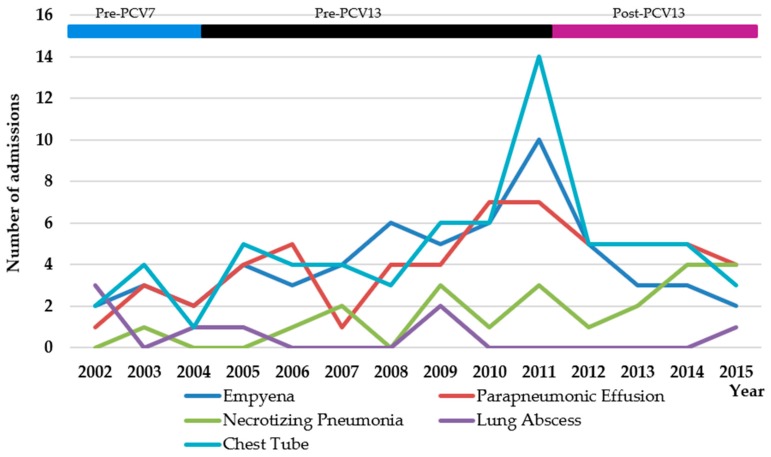 16
Pre-PCV7 Pre-PCV13 Post-PCV13
14
12
10
8
6
4
2
0
Number of admissions
2002 2003 2004 2005 2006 2007 2008 2009 2010 2011 2012 2013 2014 2015
Year
Empyena Parapneumonic Effusion
Necrotizing Pneumonia Lung Abscess
Chest Tube